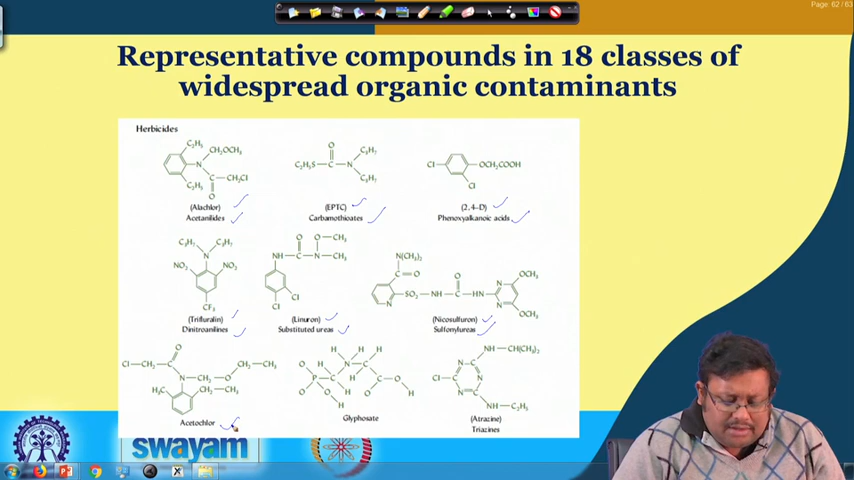 Page: 62 / 63
Representative compounds in 18 classes of
widespread organic contaminants
Herbicides
C₂H₅ CH₂OCH₃
N
C CH₂Cl
C₂H₅ O
(Alachlor)
Acetanilides
O C₃H₇
C₂H₅S C N
C₃H₇
(EPTC)
Carbamothioates
Cl OCH₂COOH
Cl
(2,4-D)
Phenoxyalkanoic acids
C₃H₇ C₃H₇
N
NO₂ NO₂
CF₃
(Trifluralin)
Dinitroanilines
O O CH₃
NH C N CH₃
Cl
Cl
(Linuron)
Substituted ureas
N(CH₃)₂
C O
O OCH₃
N SO₂ NH C HN N
N
OCH₃
(Nicosulfuron)
Sulfonylureas
O
Cl CH₂ C CH₂ CH₃
N CH₂ O
H₃C CH₂ CH₃
Acetochlor
H H H
O H N C H
P C H C O
O H O H
O
H
Glyphosate
NH CH(CH₃)₂
N C
Cl C N
N C
NH C₂H₅
(Atrazine)
Triazines
swayam